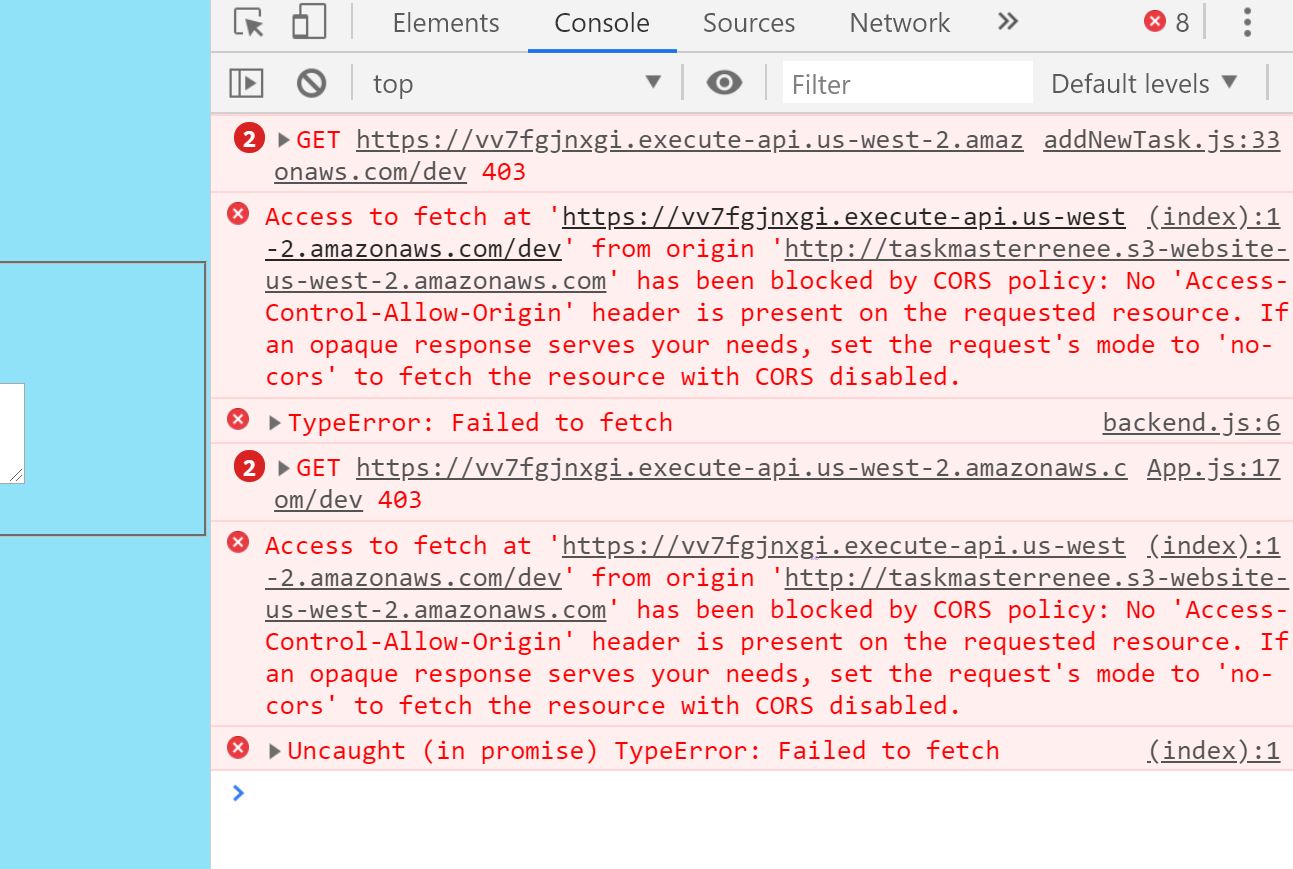 Elements Console Sources Network 8
top Filter Default levels
2 GET https://vv7fgjnxgi.execute-api.us-west-2.amaz addNewTask.js:33
onaws.com/dev 403
Access to fetch at 'https://vv7fgjnxgi.execute-api.us-west (index):1
-2.amazonaws.com/dev' from origin 'http://taskmasterrenee.s3-website-
us-west-2.amazonaws.com' has been blocked by CORS policy: No 'Access-
Control-Allow-Origin' header is present on the requested resource. If
an opaque response serves your needs, set the request's mode to 'no-
cors' to fetch the resource with CORS disabled.
TypeError: Failed to fetch backend.js:6
2 GET https://vv7fgjnxgi.execute-api.us-west-2.amazonaws.c App.js:17
om/dev 403
Access to fetch at 'https://vv7fgjnxgi.execute-api.us-west (index):1
-2.amazonaws.com/dev' from origin 'http://taskmasterrenee.s3-website-
us-west-2.amazonaws.com' has been blocked by CORS policy: No 'Access-
Control-Allow-Origin' header is present on the requested resource. If
an opaque response serves your needs, set the request's mode to 'no-
cors' to fetch the resource with CORS disabled.
Uncaught (in promise) TypeError: Failed to fetch (index):1